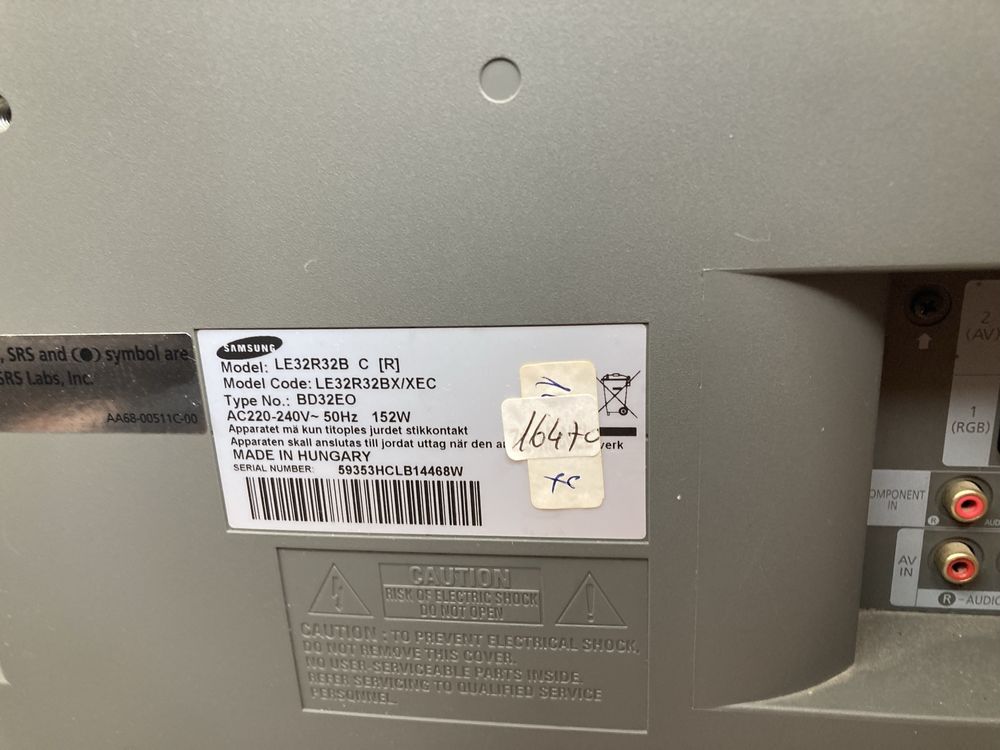 , SRS and (●) symbol are
SRS Labs, Inc.
AA68-00511C-00
SAMSUNG
Model: LE32R32B C [R]
Model Code: LE32R32BX/XEC
Type No.: BD32EO
AC220-240V~ 50Hz 152W
Apparatet må kun titoples jurdet stikkontakt
Apparaten skall anslutas till jordat uttag när den a
verk
MADE IN HUNGARY
SERIAL NUMBER: 59353HCLB14468W
16470
CAUTION
RISK OF ELECTRIC SHOCK
DO NOT OPEN
CAUTION : TO PREVENT ELECTRICAL SHOCK,
DO NOT REMOVE THIS COVER.
NO USER SERVICEABLE PARTS INSIDE.
REFER SERVICING TO QUALIFIED SERVICE
PERSONNEL.
2
(AV)
1
(RGB)
COMPONENT
IN
R
AUD
AV
IN
R-AUDIO